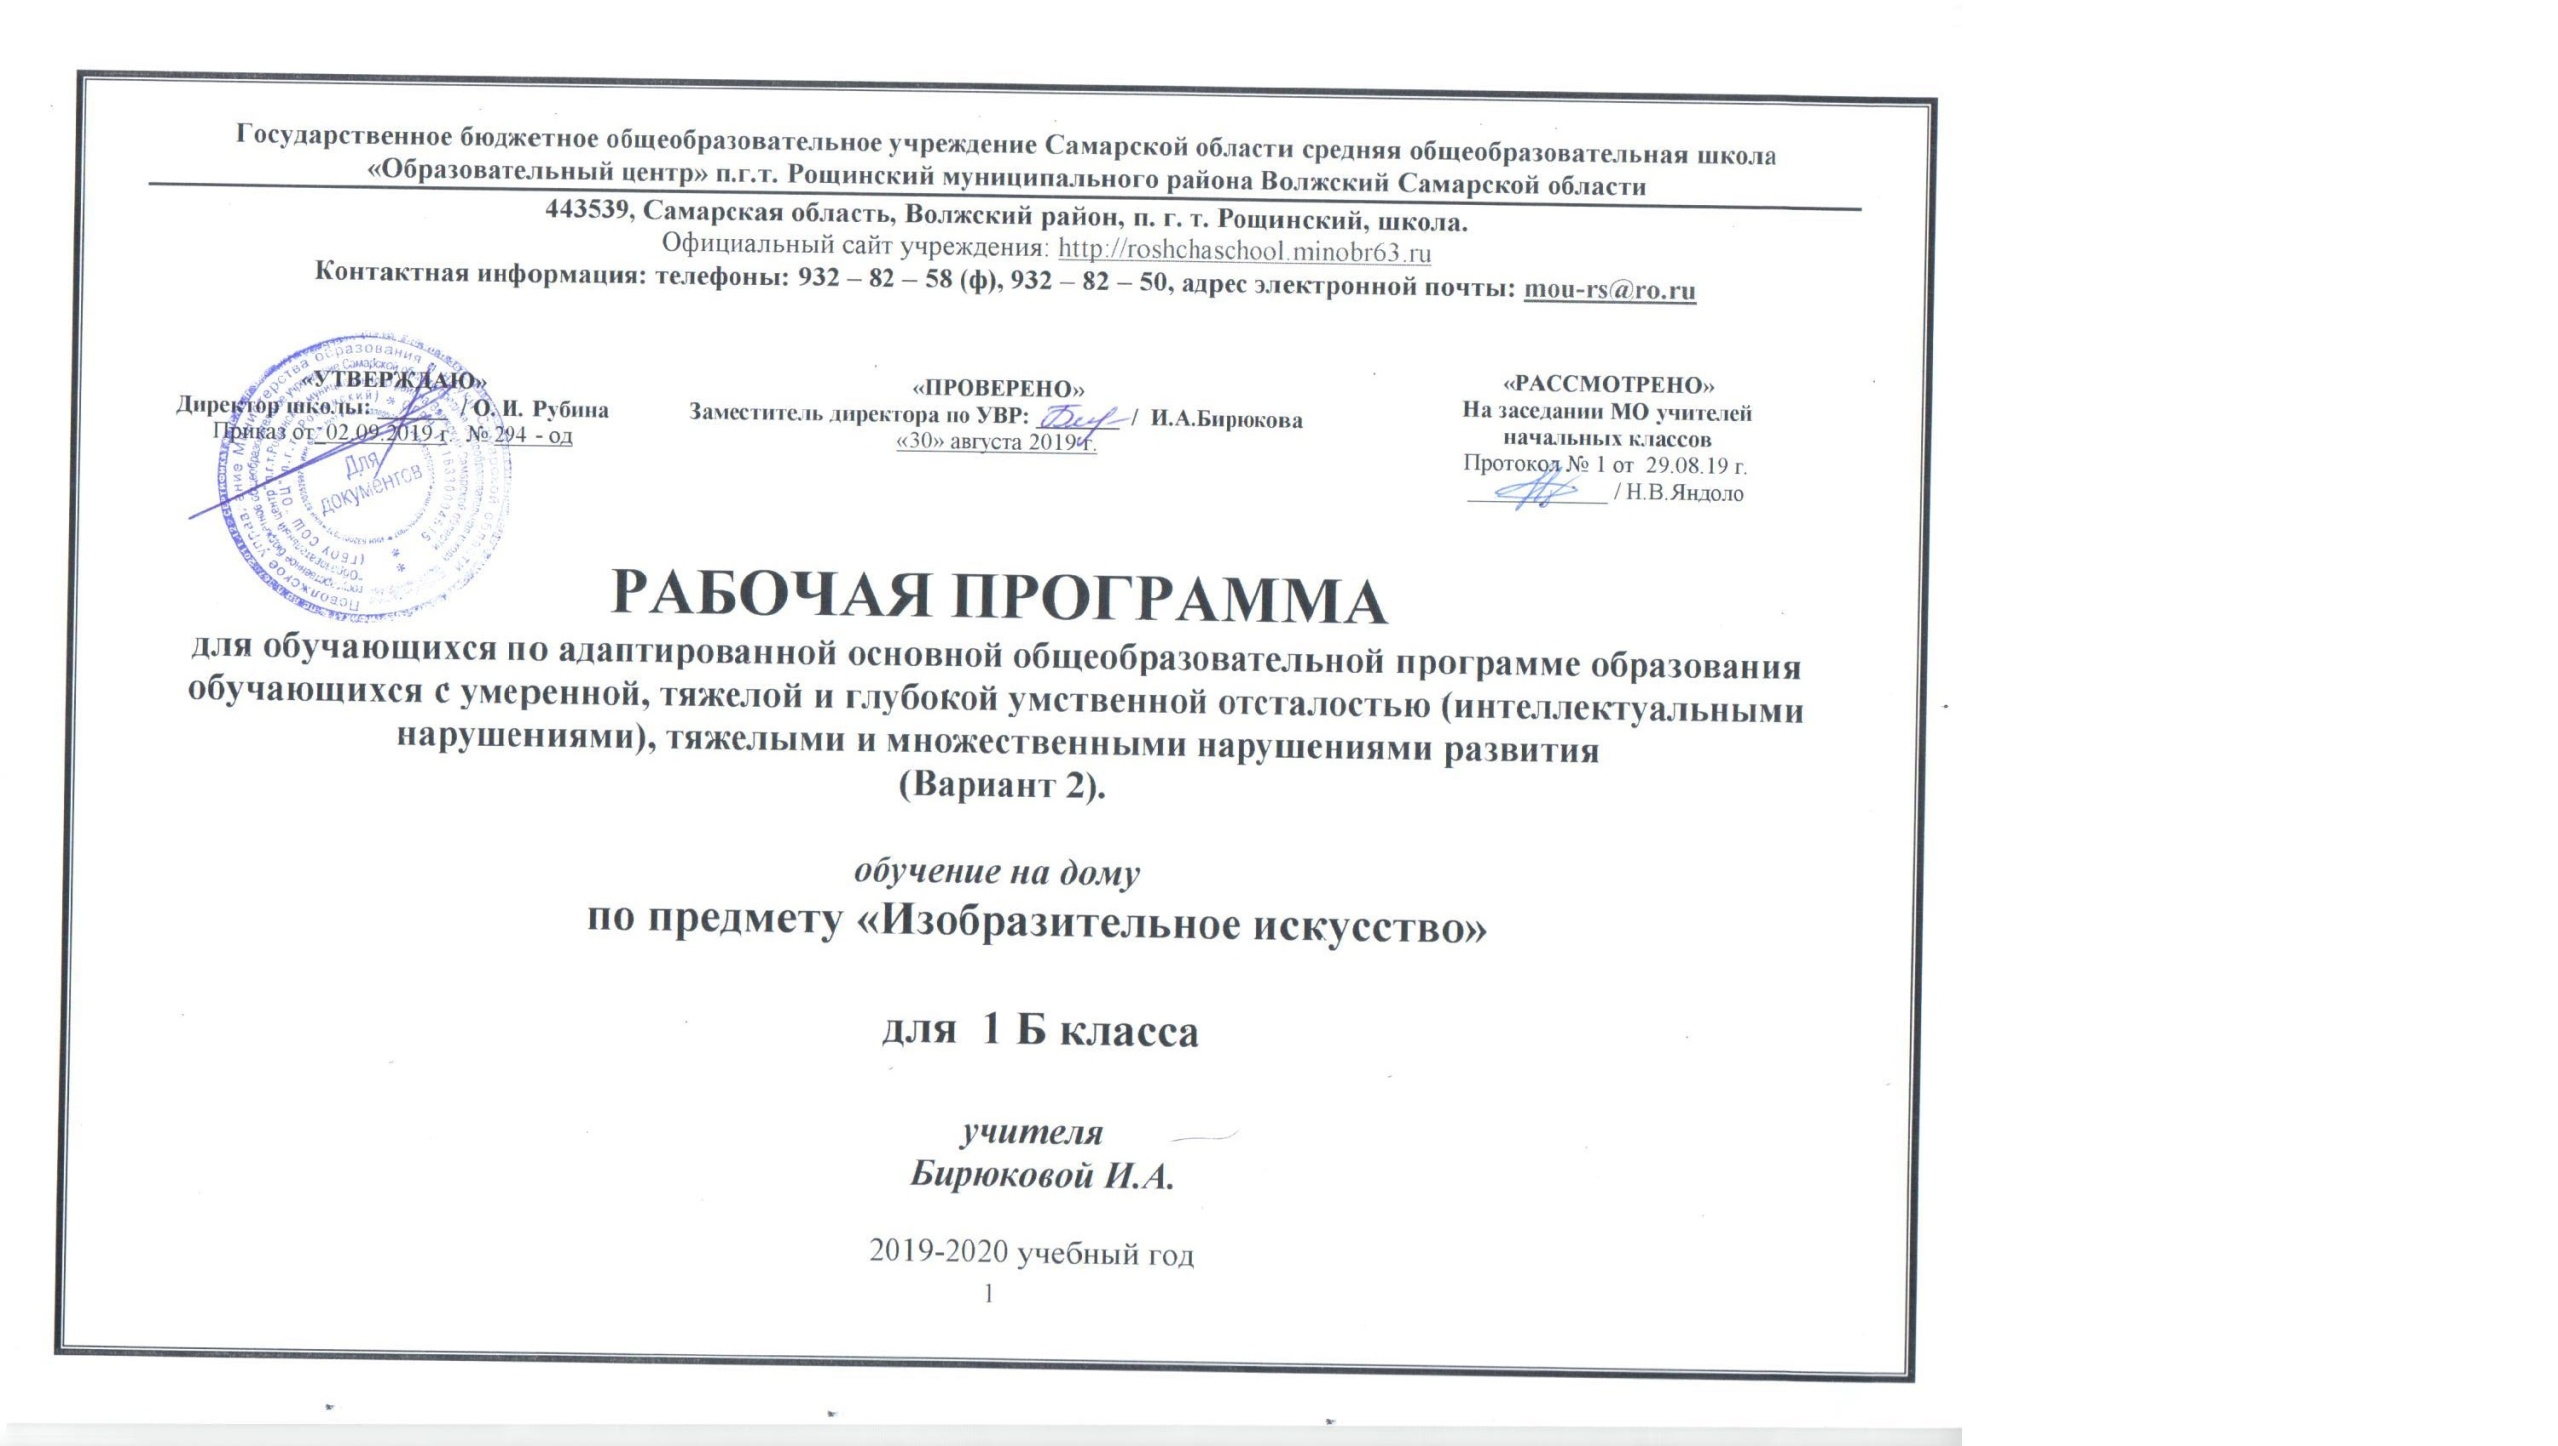 Государственное бюджетное общеобразовательное учреждение Самарской области средняя общеобразовательная школа
«Образовательный центр» п.г.т. Рощинский муниципального района Волжский Самарской области
443539, Самарская область, Волжский район, п. г. т. Рощинский, школа.
Официальный сайт учреждения: http://roshchaschool.minobr63.ru
Контактная информация: телефоны: 932 – 82 – 58 (ф), 932 – 82 – 50, адрес электронной почты: mou-rs@ro.ru
«УТВЕРЖДАЮ»
Директор школы: / О. И. Рубина
Приказ от 02.09.2019 г. № 294 - од
Для
документов
«ПРОВЕРЕНО»
Заместитель директора по УВР: / И.А.Бирюкова
«30» августа 2019 г.
«РАССМОТРЕНО»
На заседании МО учителей
начальных классов
Протокол № 1 от 29.08.19 г.
/ Н.В.Яндоло
РАБОЧАЯ ПРОГРАММА
для обучающихся по адаптированной основной общеобразовательной программе образования
обучающихся с умеренной, тяжелой и глубокой умственной отсталостью (интеллектуальными
нарушениями), тяжелыми и множественными нарушениями развития
(Вариант 2).
обучение на дому
по предмету «Изобразительное искусство»
для 1 Б класса
учителя
Бирюковой И.А.
2019-2020 учебный год
1